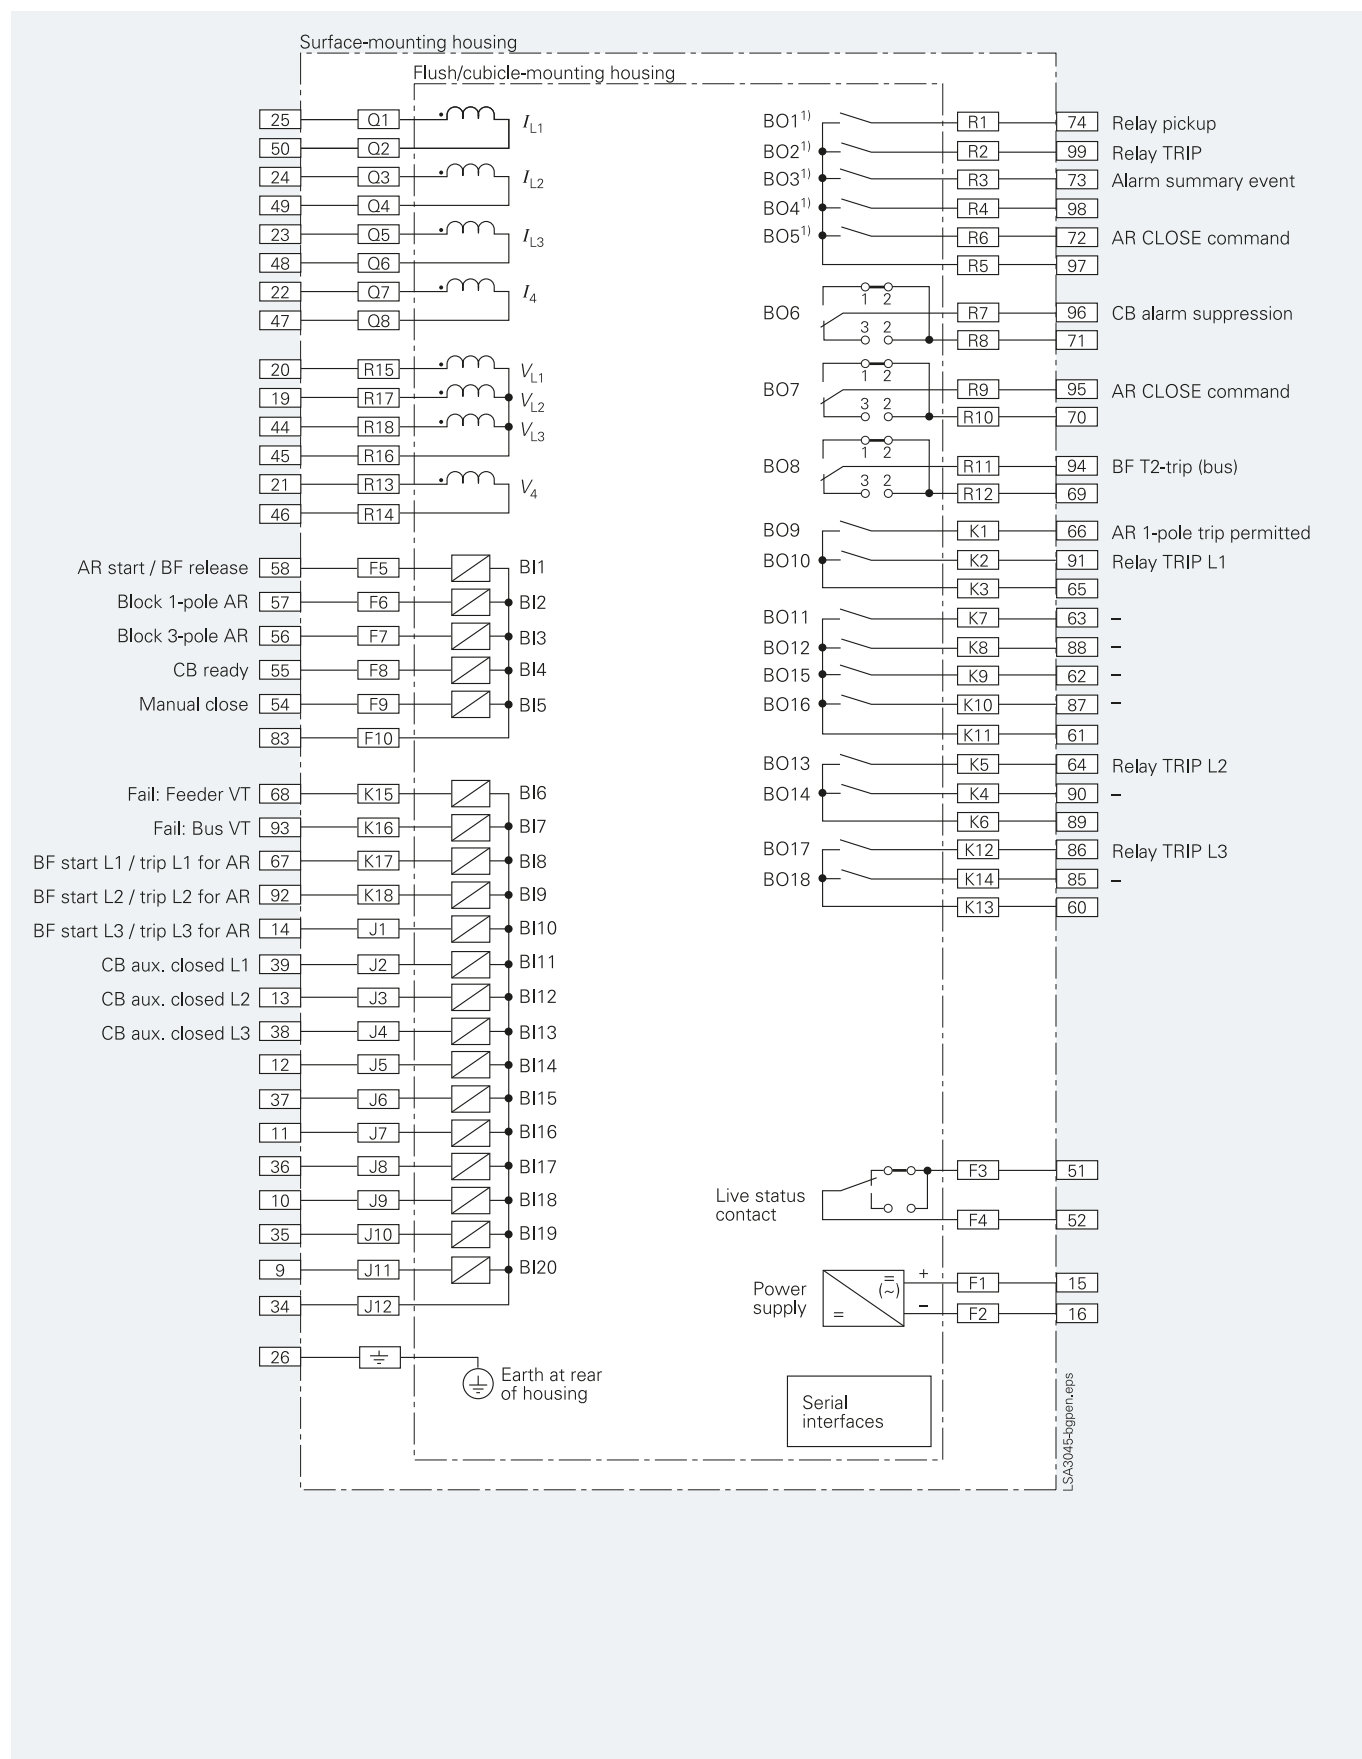 Surface-mounting housing
Flush/cubicle-mounting housing
25 Q1 I L1
50 Q2
24 Q3 I L2
49 Q4
23 Q5 I L3
48 Q6
22 Q7 I 4
47 Q8
20 R15 V L1
19 R17 V L2
44 R18 V L3
45 R16
21 R13 V 4
46 R14
AR start / BF release 58 F5 BI1
Block 1-pole AR 57 F6 BI2
Block 3-pole AR 56 F7 BI3
CB ready 55 F8 BI4
Manual close 54 F9 BI5
83 F10
Fail: Feeder VT 68 K15 BI6
Fail: Bus VT 93 K16 BI7
BF start L1 / trip L1 for AR 67 K17 BI8
BF start L2 / trip L2 for AR 92 K18 BI9
BF start L3 / trip L3 for AR 14 J1 BI10
CB aux. closed L1 39 J2 BI11
CB aux. closed L2 13 J3 BI12
CB aux. closed L3 38 J4 BI13
12 J5 BI14
37 J6 BI15
11 J7 BI16
36 J8 BI17
10 J9 BI18
35 J10 BI19
9 J11 BI20
34 J12
26
Earth at rear
of housing
BO1 1) R1 74 Relay pickup
BO2 1) R2 99 Relay TRIP
BO3 1) R3 73 Alarm summary event
BO4 1) R4 98
BO5 1) R6 72 AR CLOSE command
R5 97
1 2
BO6 R7 96 CB alarm suppression
3 2
R8 71
1 2
BO7 R9 95 AR CLOSE command
3 2
R10 70
1 2
BO8 R11 94 BF T2-trip (bus)
3 2
R12 69
BO9 K1 66 AR 1-pole trip permitted
BO10 K2 91 Relay TRIP L1
K3 65
BO11 K7 63 –
BO12 K8 88 –
BO15 K9 62 –
BO16 K10 87 –
K11 61
BO13 K5 64 Relay TRIP L2
BO14 K4 90 –
K6 89
BO17 K12 86 Relay TRIP L3
BO18 K14 85 –
K13 60
F3 51
Live status
contact
F4 52
Power
supply
= (~) =
+ F1 15
– F2 16
Serial
interfaces
LSA3045-bgpen.eps